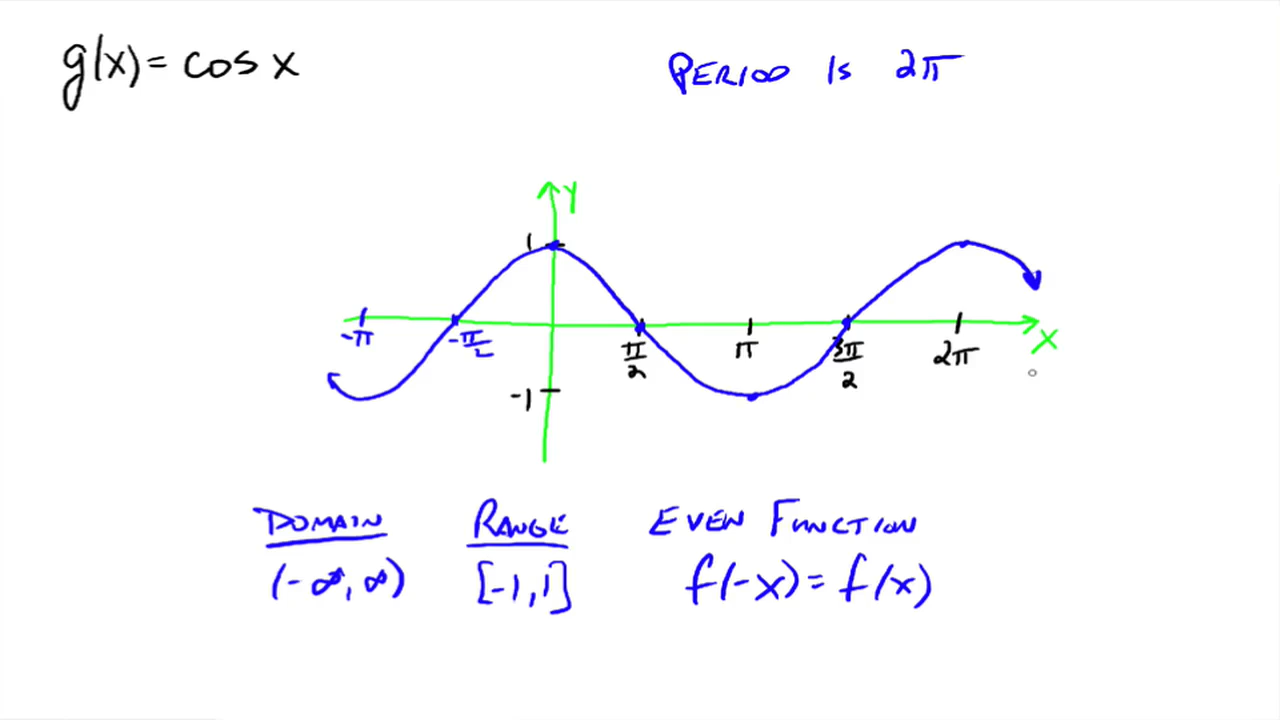 g(x) = cos x
PERIOD IS 2π
Y
1
-π
-π/2
π/2
π
3π/2
2π
X
-1
DOMAIN RANGE EVEN FUNCTION
(-∞, ∞) [-1, 1] f(-x) = f(x)